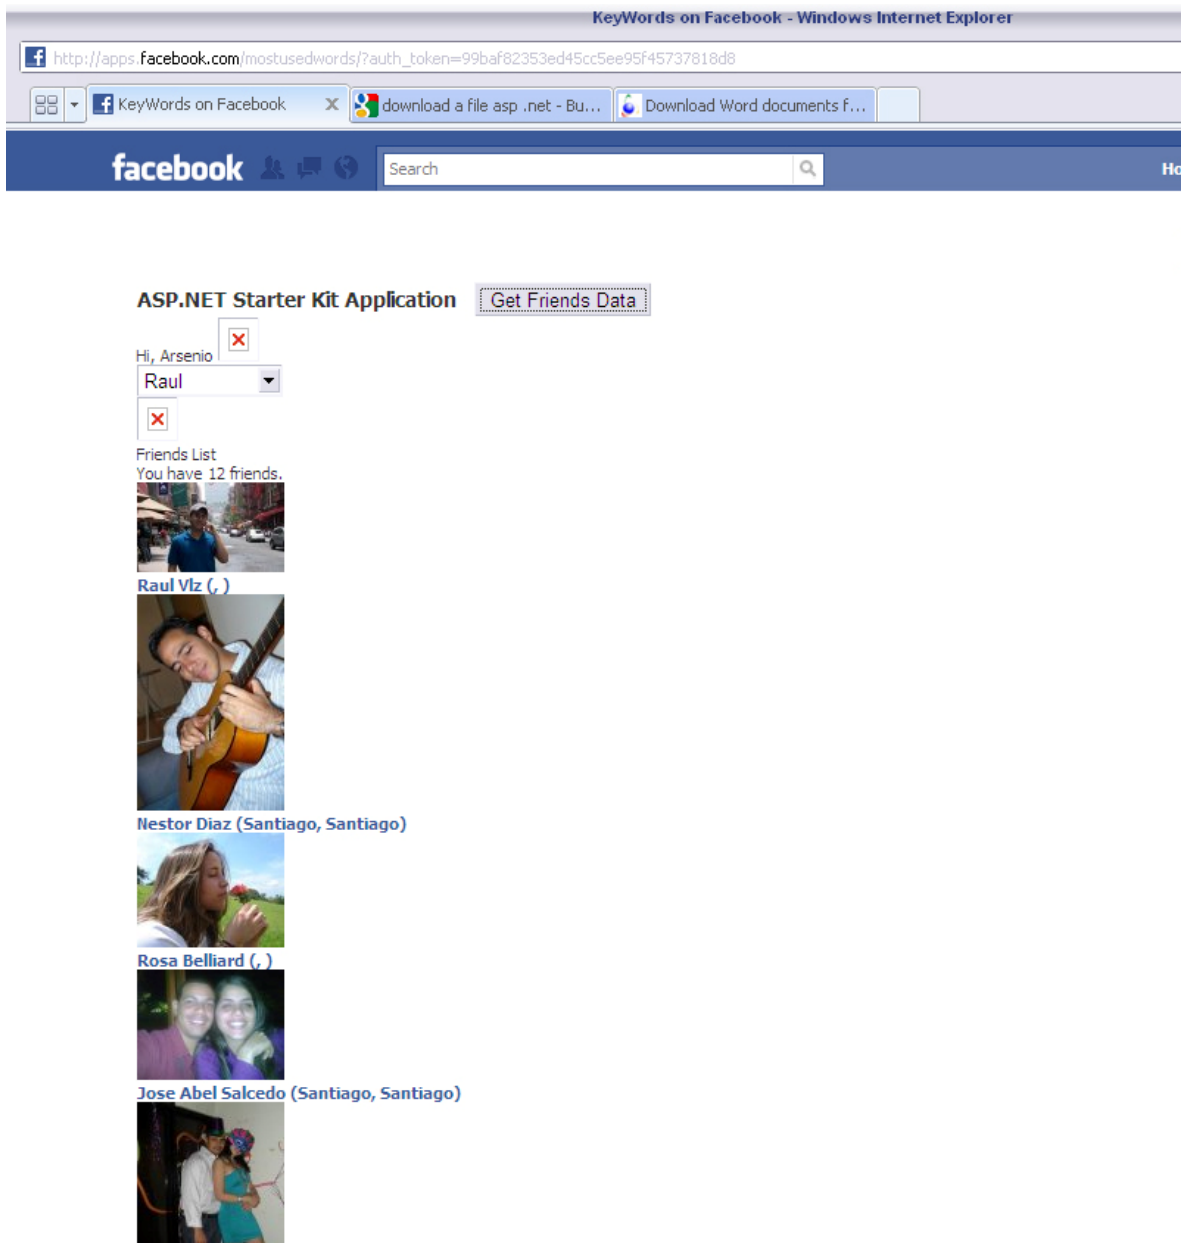 KeyWords on Facebook - Windows Internet Explorer
http://apps.facebook.com/mostusedwords/?auth_token=99baf82353ed45cc5ee95f45737818d8
KeyWords on Facebook
download a file asp .net - Bu...
Download Word documents f...
facebook
Search
Ho
ASP.NET Starter Kit Application
Get Friends Data
Hi, Arsenio
Raul
Friends List
You have 12 friends.
Raul Vlz (, )
Nestor Diaz (Santiago, Santiago)
Rosa Belliard (, )
Jose Abel Salcedo (Santiago, Santiago)